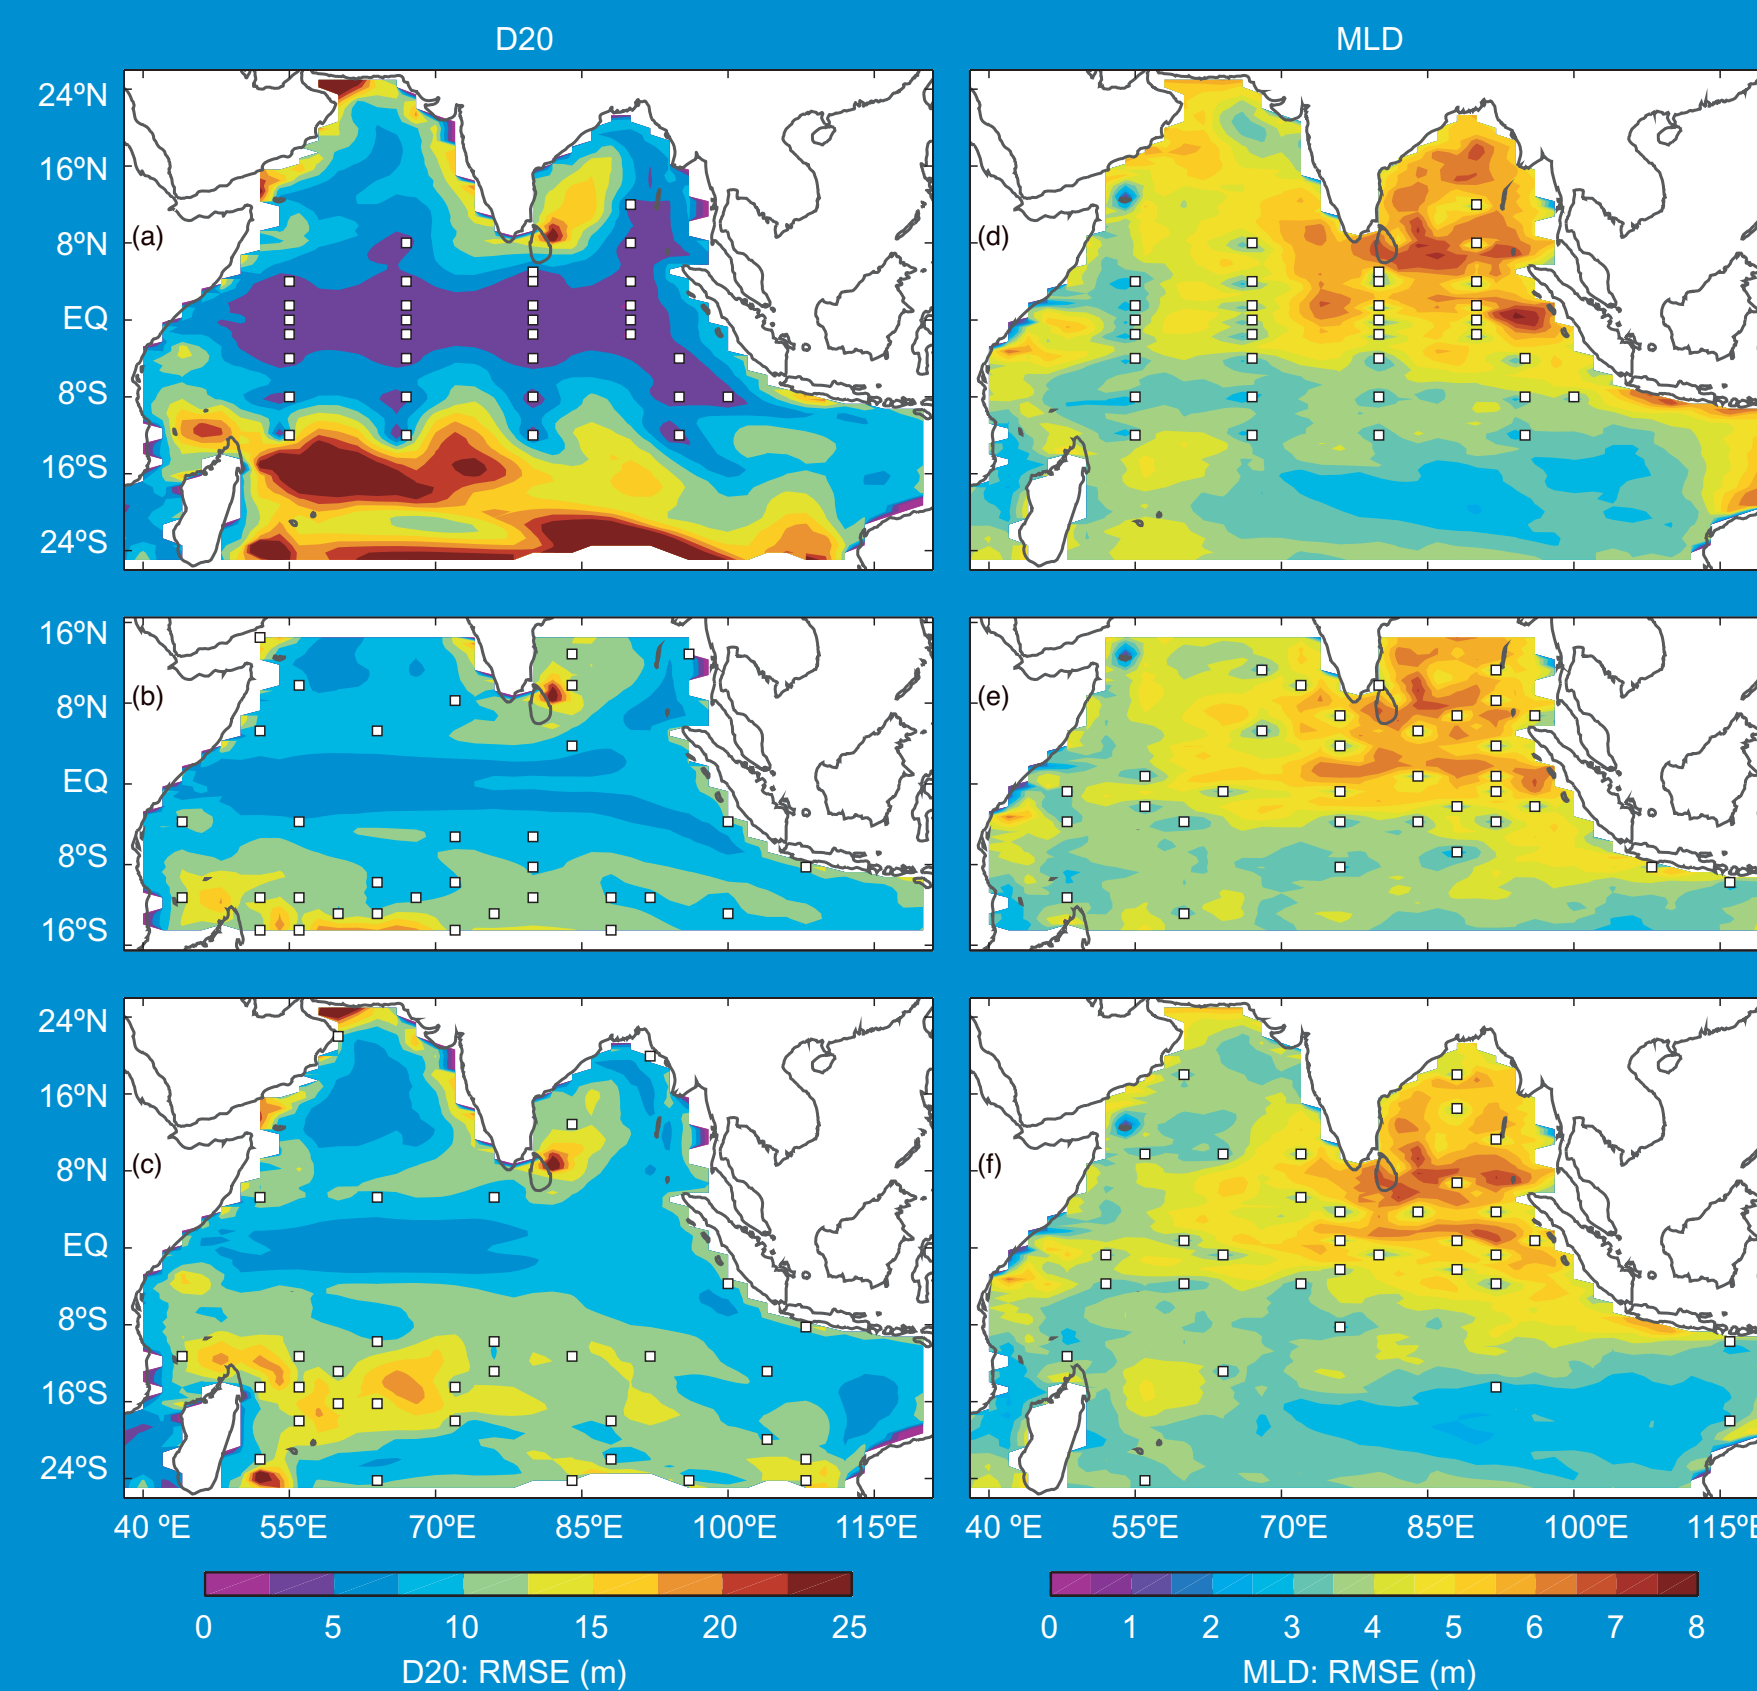 D20 MLD
24ºN
16ºN
(a) (d)
8ºN
EQ
8ºS
16ºS
24ºS
16ºN
(b) (e)
8ºN
EQ
8ºS
16ºS
24ºN
16ºN
(c) (f)
8ºN
EQ
8ºS
16ºS
24ºS
40 ºE 55ºE 70ºE 85ºE 100ºE 115ºE 40 ºE 55ºE 70ºE 85ºE 100ºE 115ºE
0 5 10 15 20 25 0 1 2 3 4 5 6 7 8
D20: RMSE (m) MLD: RMSE (m)